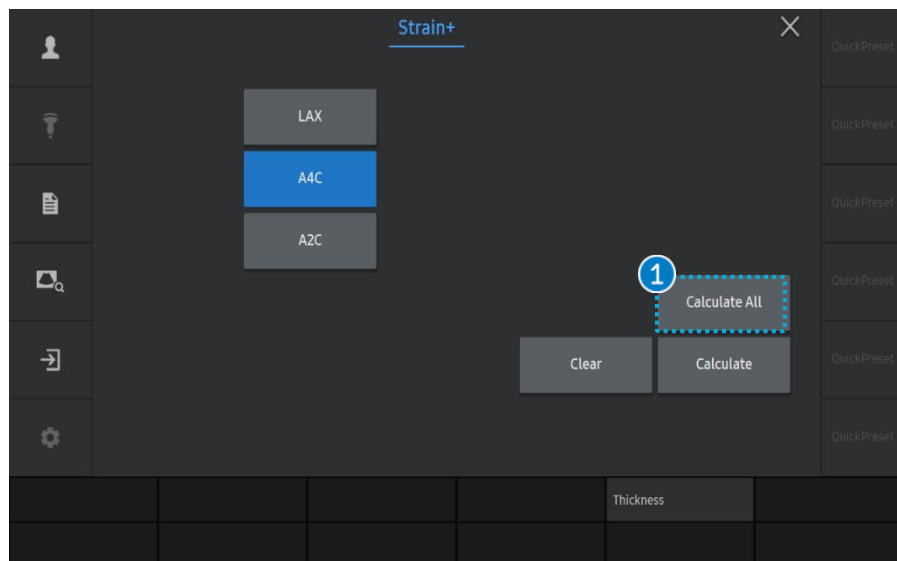 Strain+
QuickPreset
LAX
QuickPreset
A4C
QuickPreset
A2C
1
Calculate All
QuickPreset
Clear
Calculate
QuickPreset
QuickPreset
Thickness